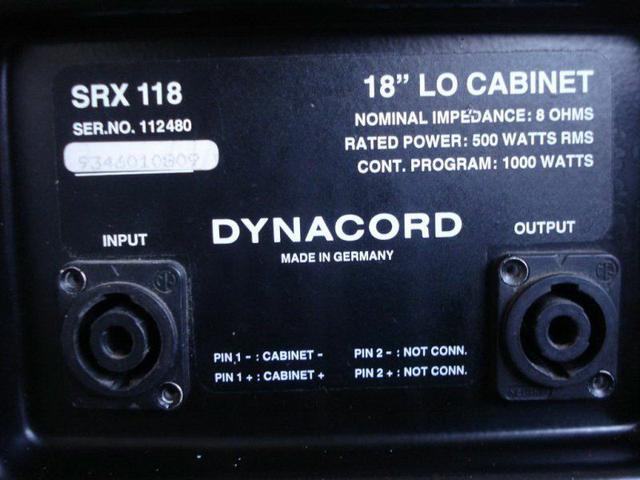 SRX 118
SER.NO. 112480
9346010809
18" LO CABINET
NOMINAL IMPEDANCE: 8 OHMS
RATED POWER: 500 WATTS RMS
CONT. PROGRAM: 1000 WATTS
DYNACORD
MADE IN GERMANY
INPUT
OUTPUT
PIN 1 - : CABINET -
PIN 1 + : CABINET +
PIN 2 - : NOT CONN.
PIN 2 + : NOT CONN.